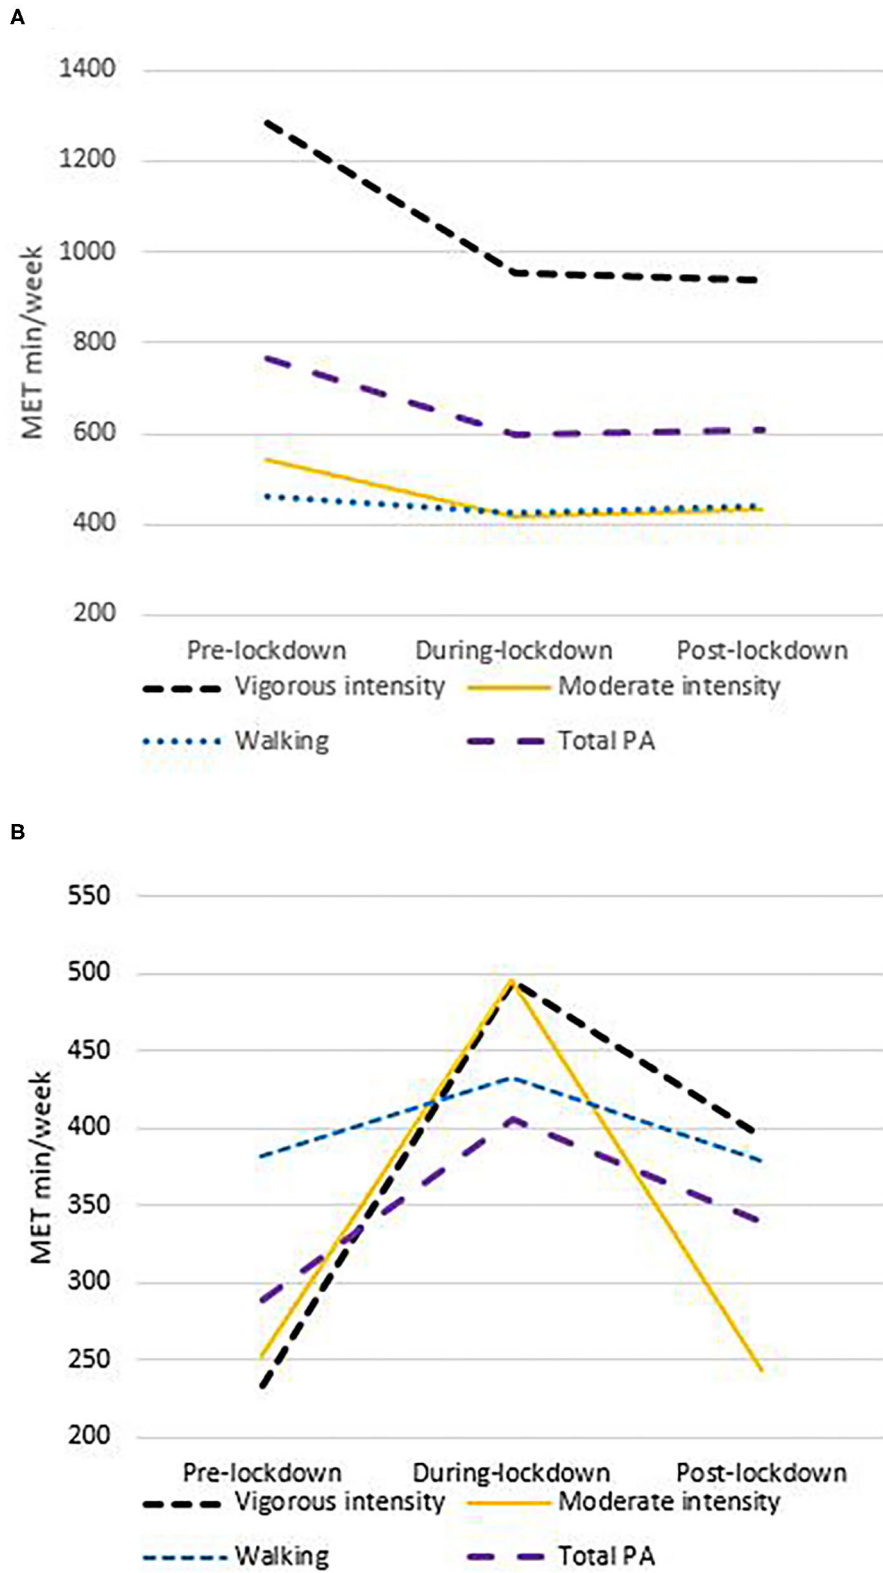 A
1400
1200
1000
800
600
400
200
MET min/week
Pre-lockdown During-lockdown Post-lockdown
Vigorous intensity Moderate intensity
Walking Total PA
B
550
500
450
400
350
300
250
200
MET min/week
Pre-lockdown During-lockdown Post-lockdown
Vigorous intensity Moderate intensity
Walking Total PA